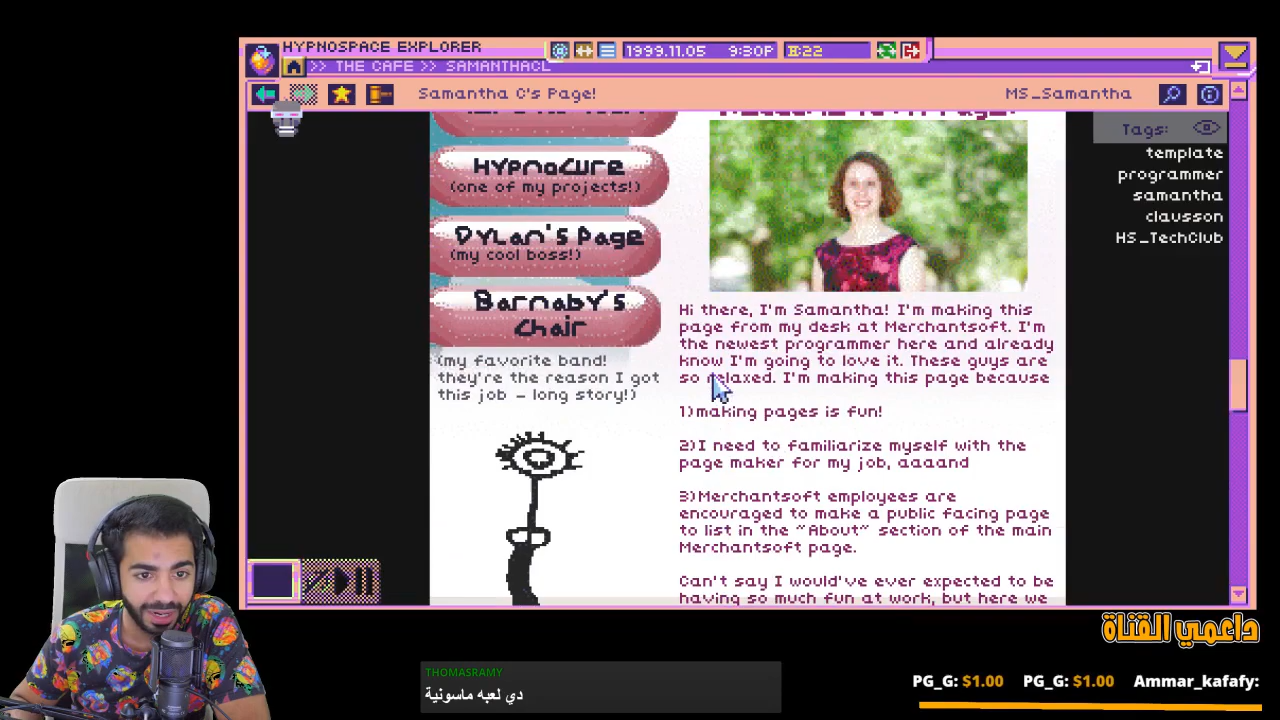 HYPNOSPACE EXPLORER
1999.11.05 9:30P
22
>> THE CAFE >> SAMANTHACL
Samantha C's Page!
MS_Samantha
Tags:
template
programmer
samantha
clausson
HS_TechClub
HypnoCure
(one of my projects!)
Dylan's Page
(my cool boss!)
Barnaby's
Chair
(my favorite band!
they're the reason I got
this job - long story!)
Hi there, I'm Samantha! I'm making this
page from my desk at Merchantsoft. I'm
the newest programmer here and already
know I'm going to love it. These guys are
so relaxed. I'm making this page because
1)making pages is fun!
2)I need to familiarize myself with the
page maker for my job, aaaand
3)Merchantsoft employees are
encouraged to make a public facing page
to list in the "About" section of the main
Merchantsoft page.
Can't say I would've ever expected to be
having so much fun at work, but here we
داعمي القناة
THOMASRAMY
دي لعبه ماسونية
PG_G: $1.00 PG_G: $1.00 Ammar_kafafy: